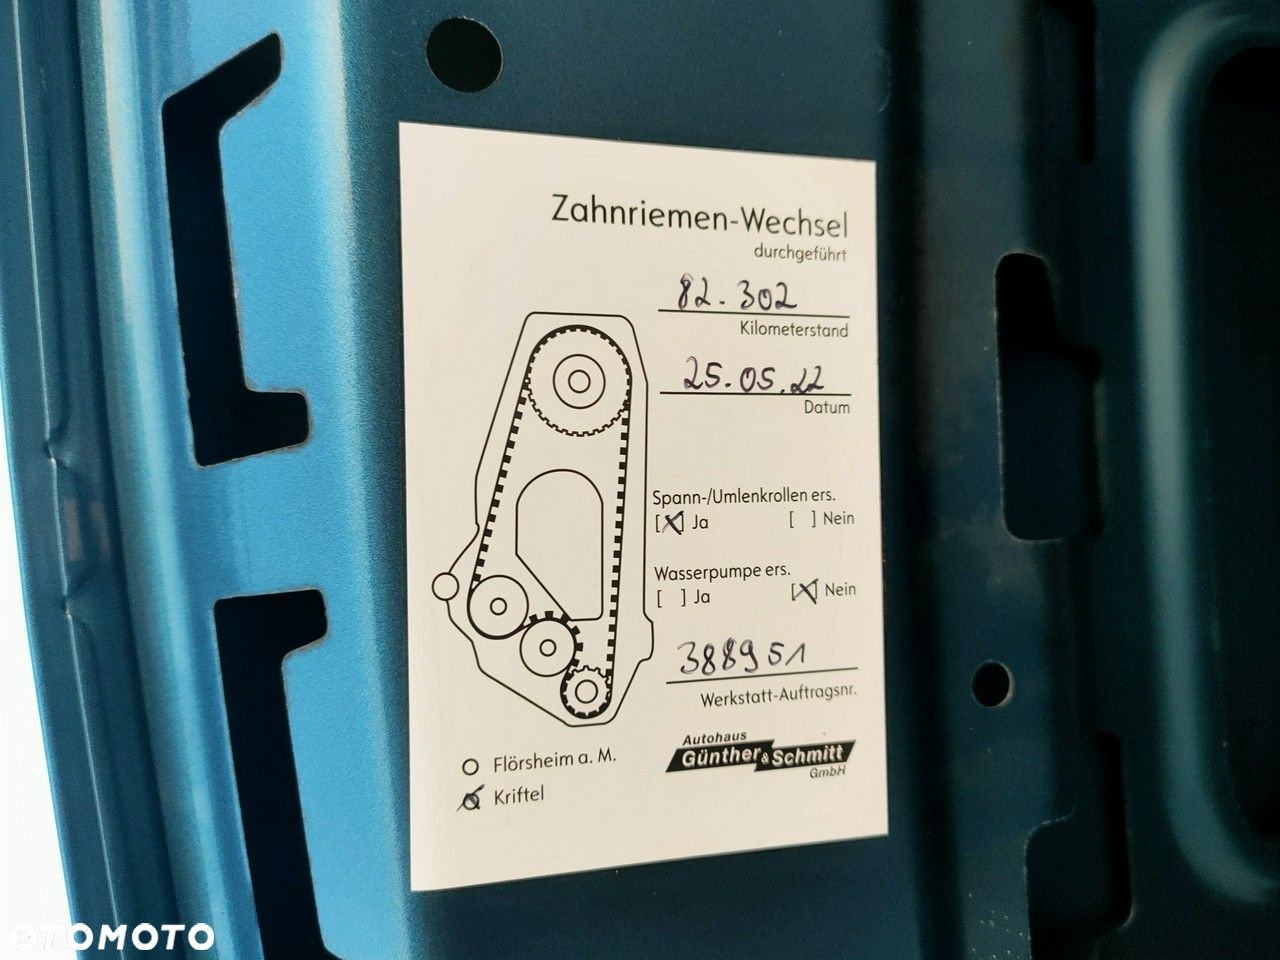 Zahnriemen-Wechsel
durchgeführt
82.302
Kilometerstand
25.05.22
Datum
Spann-/Umlenkrollen ers.
[X] Ja [ ] Nein
Wasserpumpe ers.
[ ] Ja [X] Nein
388951
Werkstatt-Auftragsnr.
Autohaus
Günther & Schmitt
GmbH
Flörsheim a. M.
Kriftel
OTOMOTO